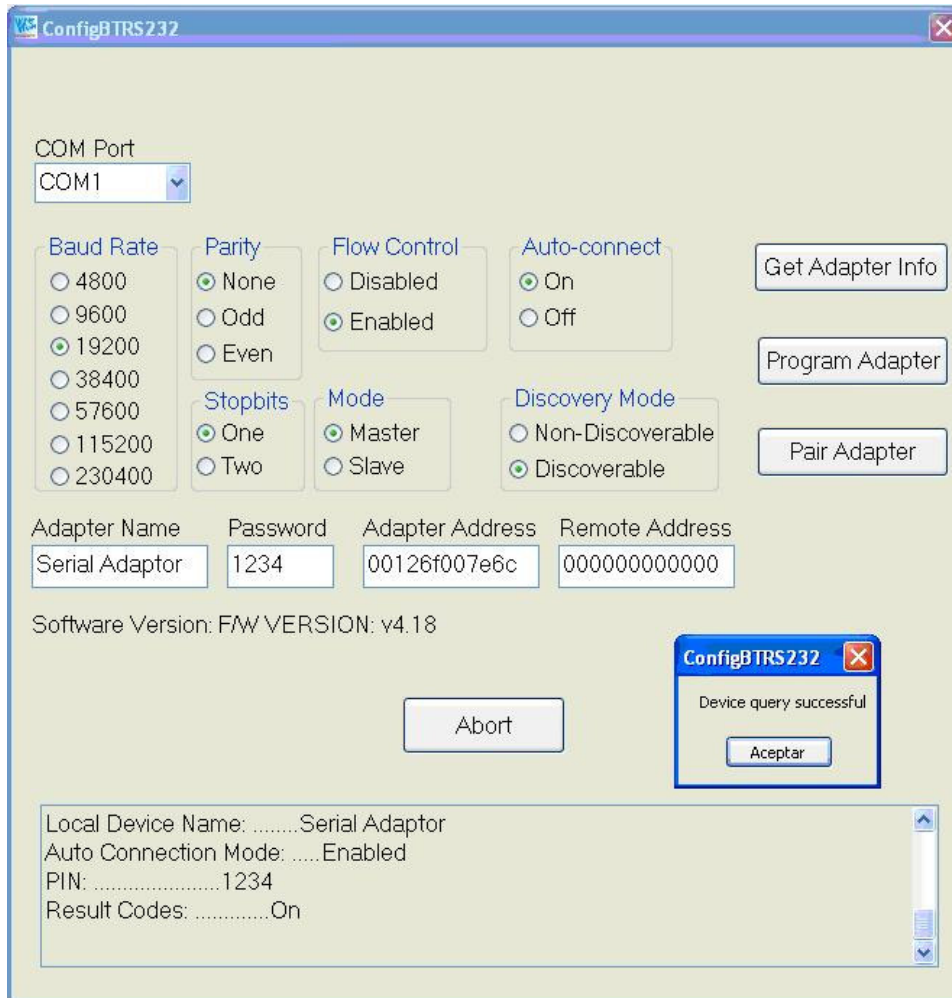 ConfigBTRS232
COM Port
COM1
Baud Rate
4800
9600
19200
38400
57600
115200
230400
Parity
None
Odd
Even
Flow Control
Disabled
Enabled
Auto-connect
On
Off
Stopbits
One
Two
Mode
Master
Slave
Discovery Mode
Non-Discoverable
Discoverable
Get Adapter Info
Program Adapter
Pair Adapter
Adapter Name
Serial Adaptor
Password
1234
Adapter Address
00126f007e6c
Remote Address
000000000000
Software Version: F/W VERSION: v4.18
Abort
ConfigBTRS232
Device query successful
Aceptar
Local Device Name: ........Serial Adaptor
Auto Connection Mode: .....Enabled
PIN: ......................1234
Result Codes: .............On